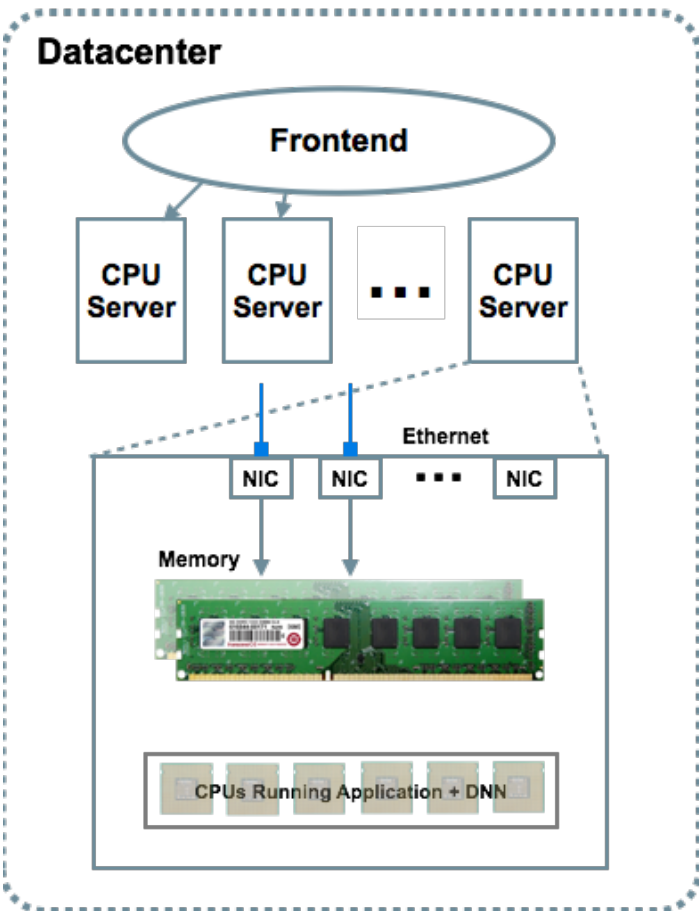 Datacenter
Frontend
CPU
Server
CPU
Server
...
CPU
Server
Ethernet
NIC
NIC
...
NIC
Memory
CPUs Running Application + DNN